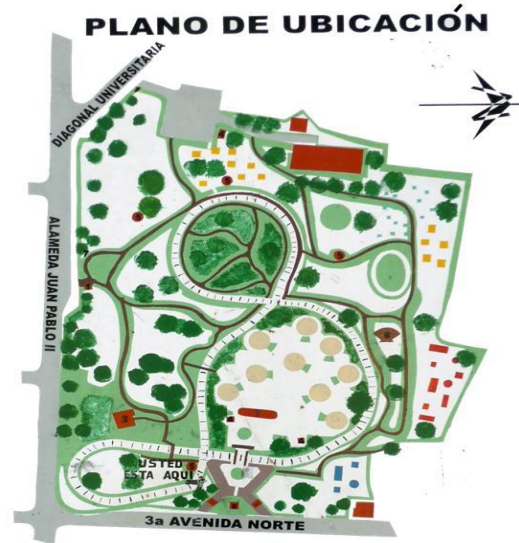 PLANO DE UBICACIÓN
DIAGONAL UNIVERSITARIA
ALAMEDA JUAN PABLO II
USTED
ESTA AQUI
3a AVENIDA NORTE